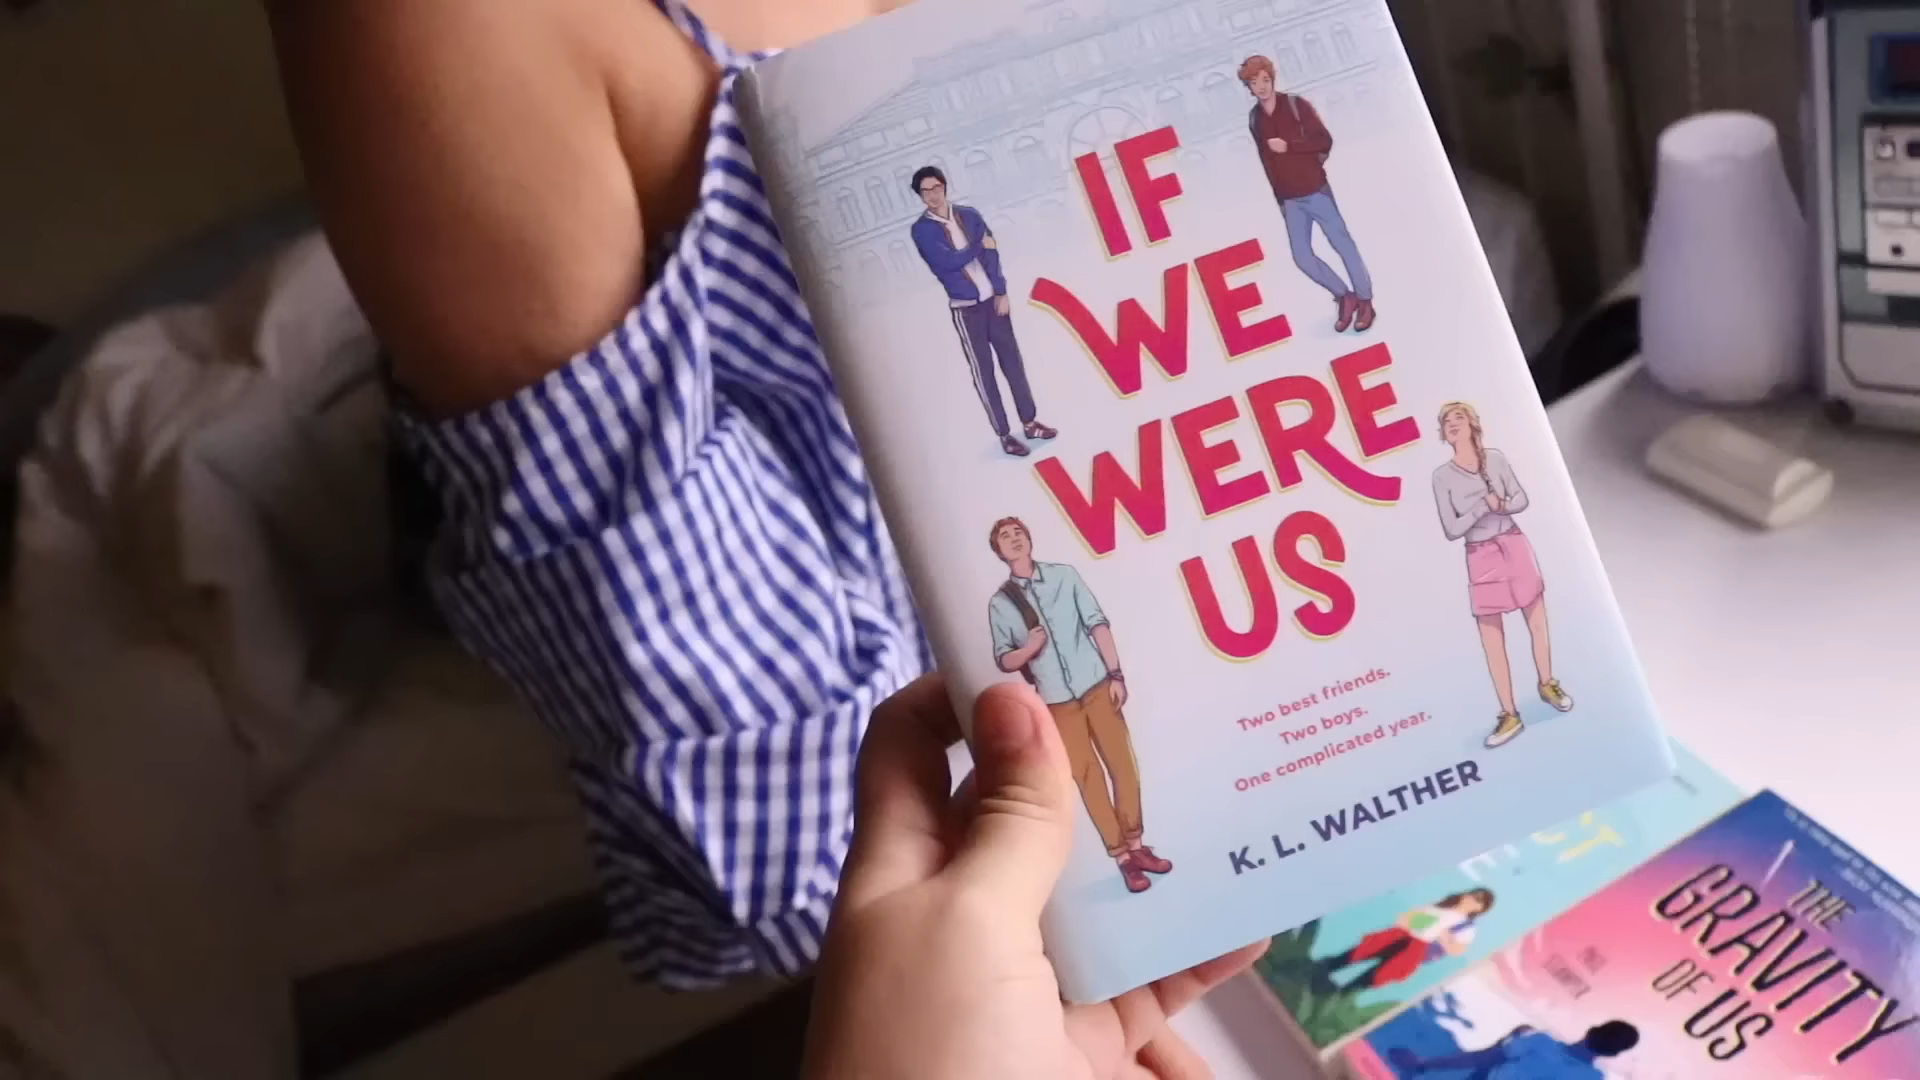 IF
WE
WERE
US
Two best friends.
Two boys.
One complicated year.
K. L. WALTHER
THE
GRAVITY
OF US